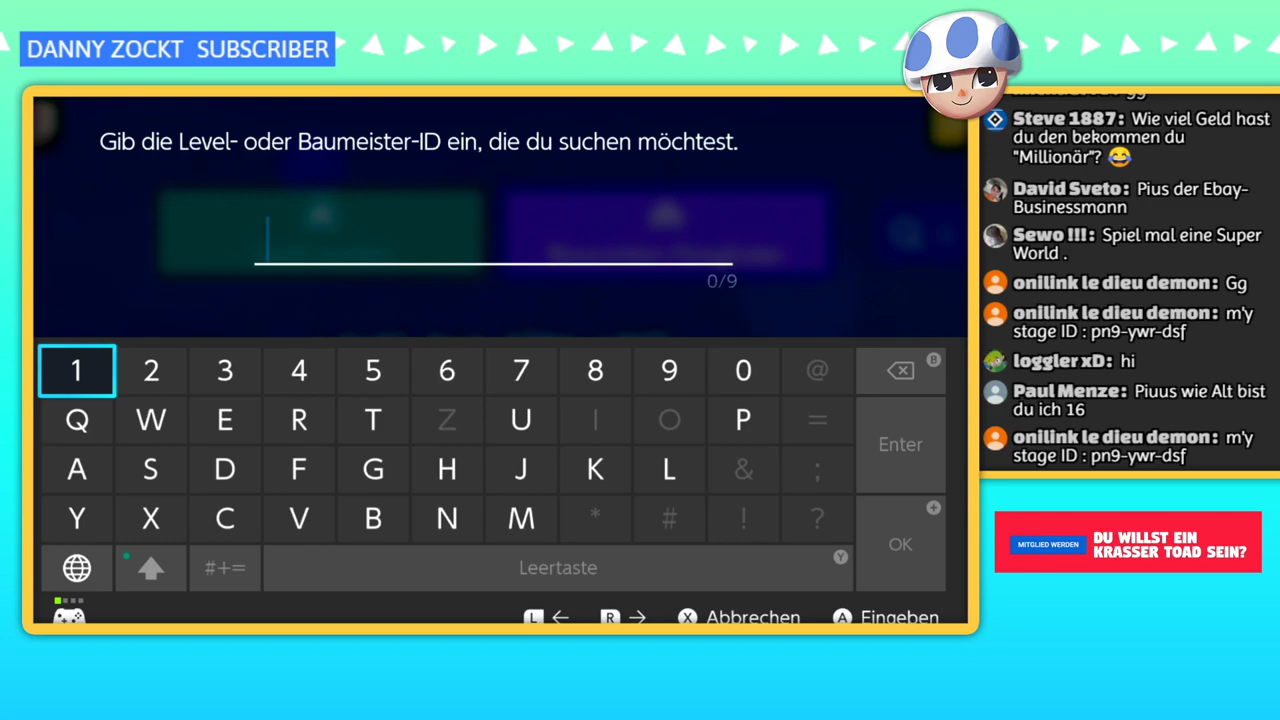 DANNY ZOCKT SUBSCRIBER
Gib die Level- oder Baumeister-ID ein, die du suchen möchtest.
0/9
1 2 3 4 5 6 7 8 9 0 @ B
Q W E R T Z U I O P = Enter
A S D F G H J K L & ;
Y X C V B N M * # ! ? OK
#+= Leertaste Y
L ← R → X Abbrechen A Eingeben
Steve 1887: Wie viel Geld hast
du den bekommen du
"Millionär"? 😂
David Sveto: Pius der Ebay-
Businessmann
Sewo !!!: Spiel mal eine Super
World .
onilink le dieu demon: Gg
onilink le dieu demon: m'y
stage ID : pn9-ywr-dsf
loggler xD: hi
Paul Menze: Piuus wie Alt bist
du ich 16
onilink le dieu demon: m'y
stage ID : pn9-ywr-dsf
MITGLIED WERDEN
DU WILLST EIN
KRASSER TOAD SEIN?